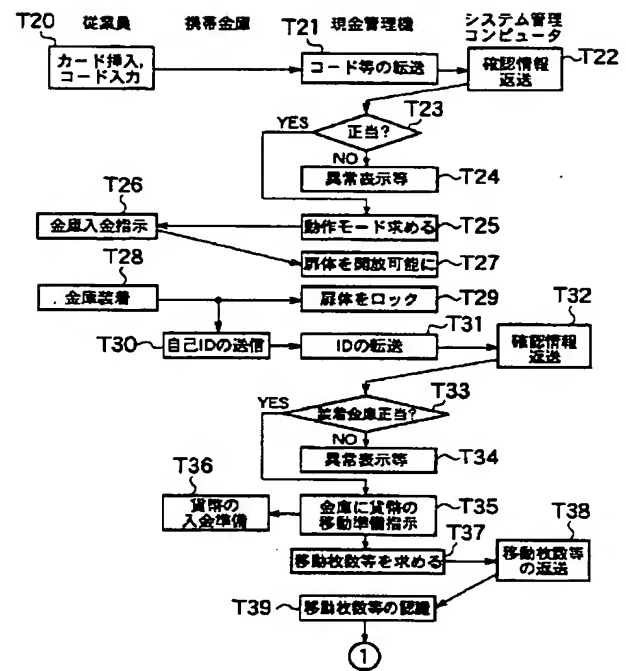 T20
従業員
携帯金庫
T21
現金管理機
システム管理
コンピュータ
T22
カード挿入,
コード入力
コード等の転送
確認情報
返送
T23
YES
正当?
NO
異常表示等
T24
T26
金庫入金指示
動作モード求める
T25
扉体を開放可能に
T27
T28
金庫装着
扉体をロック
T29
T30
自己IDの送信
T31
IDの転送
T32
確認情報
返送
T33
YES
装着金庫正当?
NO
異常表示等
T34
T36
貨幣の
入金準備
金庫に貨幣の
移動準備指示
T35
T37
移動枚数等を求める
T38
移動枚数等
の返送
T39
移動枚数等の認識
1